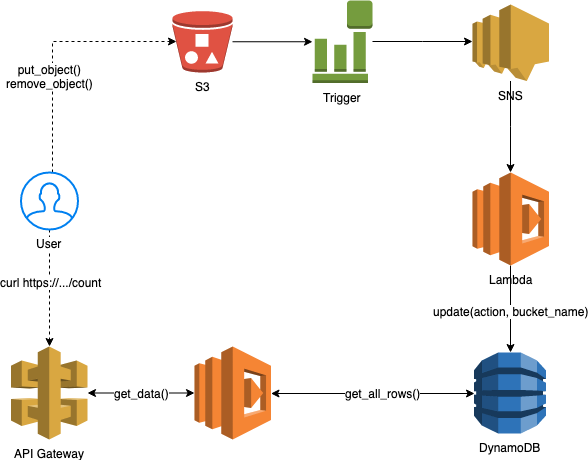 put_object()
remove_object()
S3
Trigger
SNS
User
Lambda
curl https://.../count
update(action, bucket_name)
get_data()
get_all_rows()
API Gateway
DynamoDB